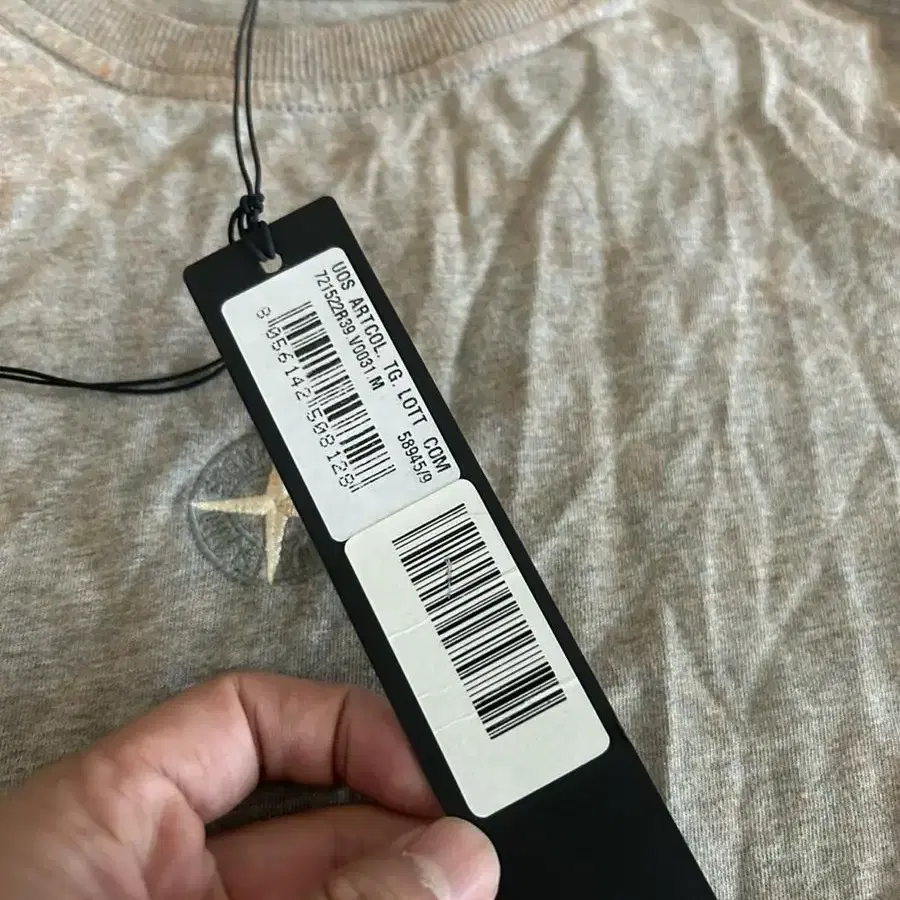 UOS ARTCOL. TG. LOTT COM
721522R39.V0031 M 58945/9
8 056142 508128